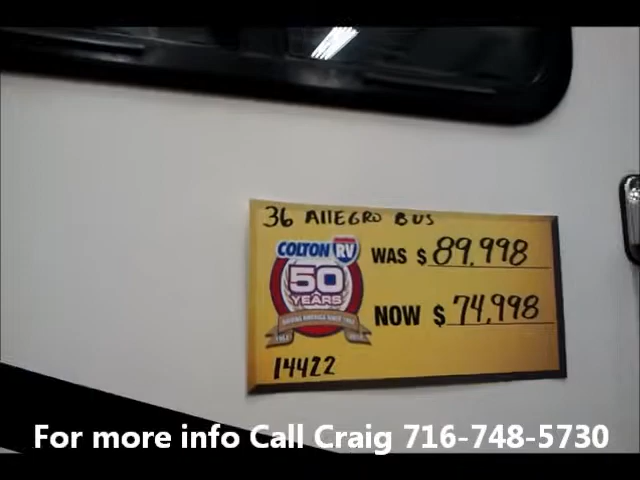 36 AllEGRO BUS
COLTON RV
50
YEARS
WAS $ 89,998
NOW $ 74,998
14422
For more info Call Craig 716-748-5730